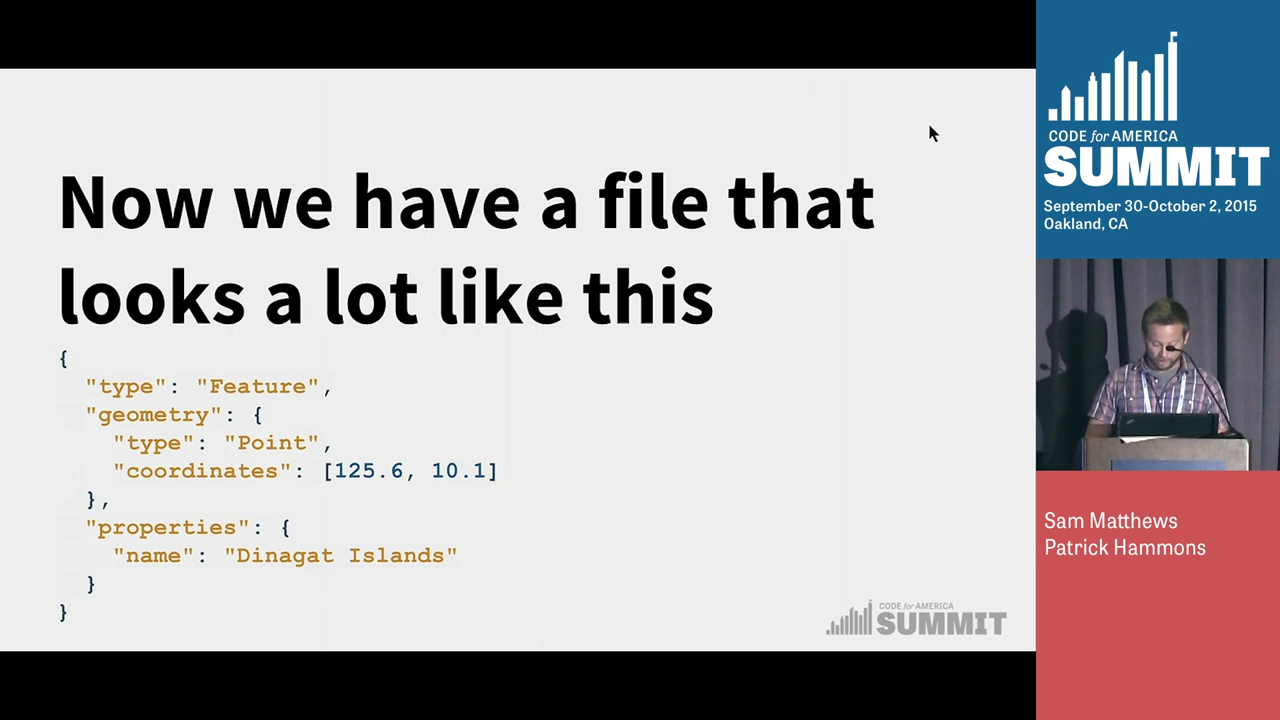 Now we have a file that
looks a lot like this
{
"type": "Feature",
"geometry": {
"type": "Point",
"coordinates": [125.6, 10.1]
},
"properties": {
"name": "Dinagat Islands"
}
}
CODE for AMERICA
SUMMIT
CODE for AMERICA
SUMMIT
September 30-October 2, 2015
Oakland, CA
Sam Matthews
Patrick Hammons